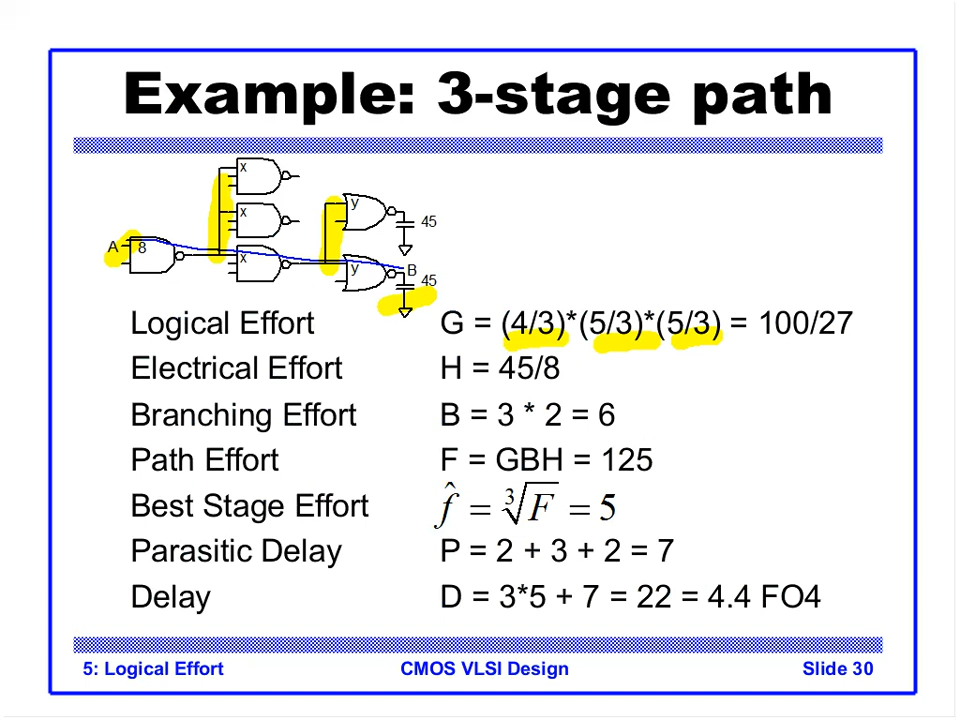 Example: 3-stage path
x
x
y
45
A 8
x
y
B
45
Logical Effort G = (4/3)*(5/3)*(5/3) = 100/27
Electrical Effort H = 45/8
Branching Effort B = 3 * 2 = 6
Path Effort F = GBH = 125
Best Stage Effort f̂ = ∛F = 5
Parasitic Delay P = 2 + 3 + 2 = 7
Delay D = 3*5 + 7 = 22 = 4.4 FO4
5: Logical Effort CMOS VLSI Design Slide 30